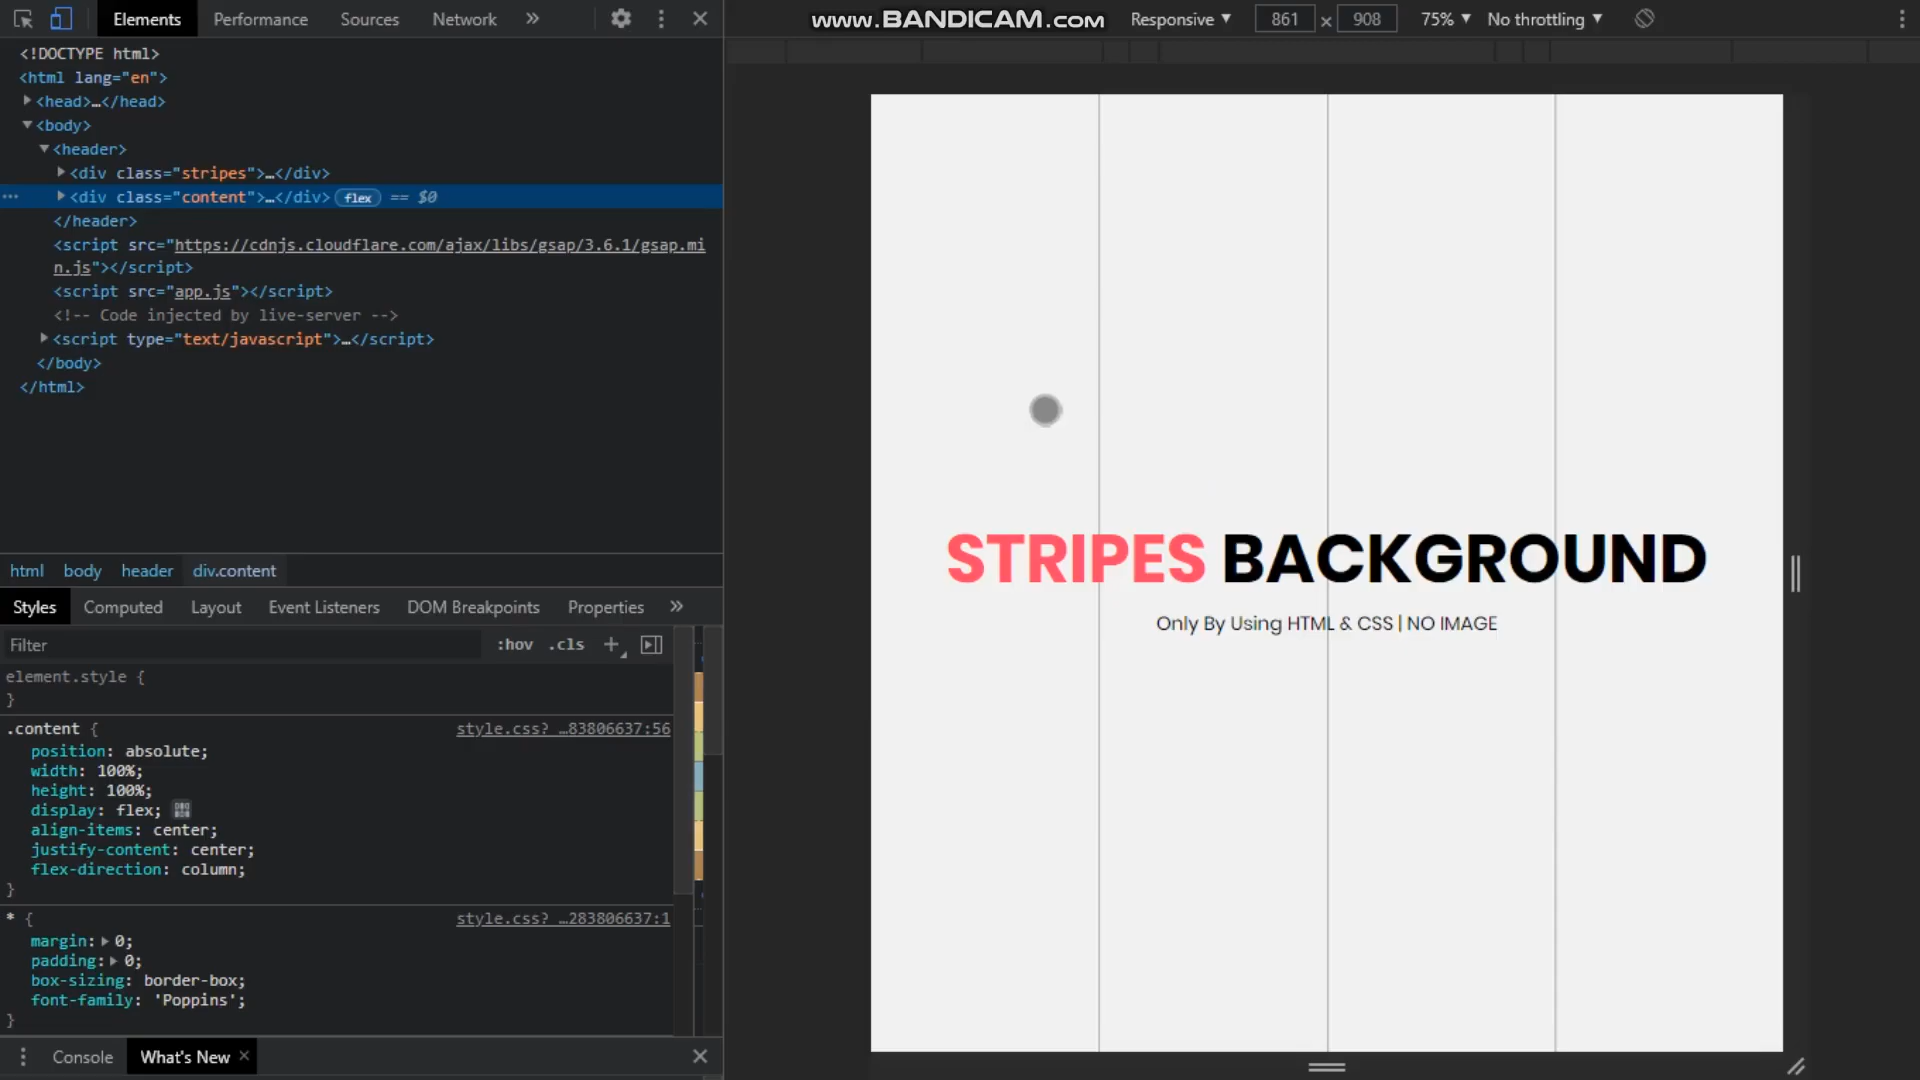 Elements Performance Sources Network »
<!DOCTYPE html>
<html lang="en">
<head>…</head>
<body>
<header>
<div class="stripes">…</div>
<div class="content">…</div> flex == $0
</header>
<script src="https://cdnjs.cloudflare.com/ajax/libs/gsap/3.6.1/gsap.mi
n.js"></script>
<script src="app.js"></script>
<!-- Code injected by live-server -->
<script type="text/javascript">…</script>
</body>
</html>
html body header div.content
Styles Computed Layout Event Listeners DOM Breakpoints Properties »
Filter :hov .cls +
element.style {
}
.content { style.css? …83806637:56
position: absolute;
width: 100%;
height: 100%;
display: flex;
align-items: center;
justify-content: center;
flex-direction: column;
}
* { style.css? …283806637:1
margin: 0;
padding: 0;
box-sizing: border-box;
font-family: 'Poppins';
}
Console What's New ×
www.BANDICAM.com
Responsive 861 x 908 75% No throttling
STRIPES BACKGROUND
Only By Using HTML & CSS | NO IMAGE